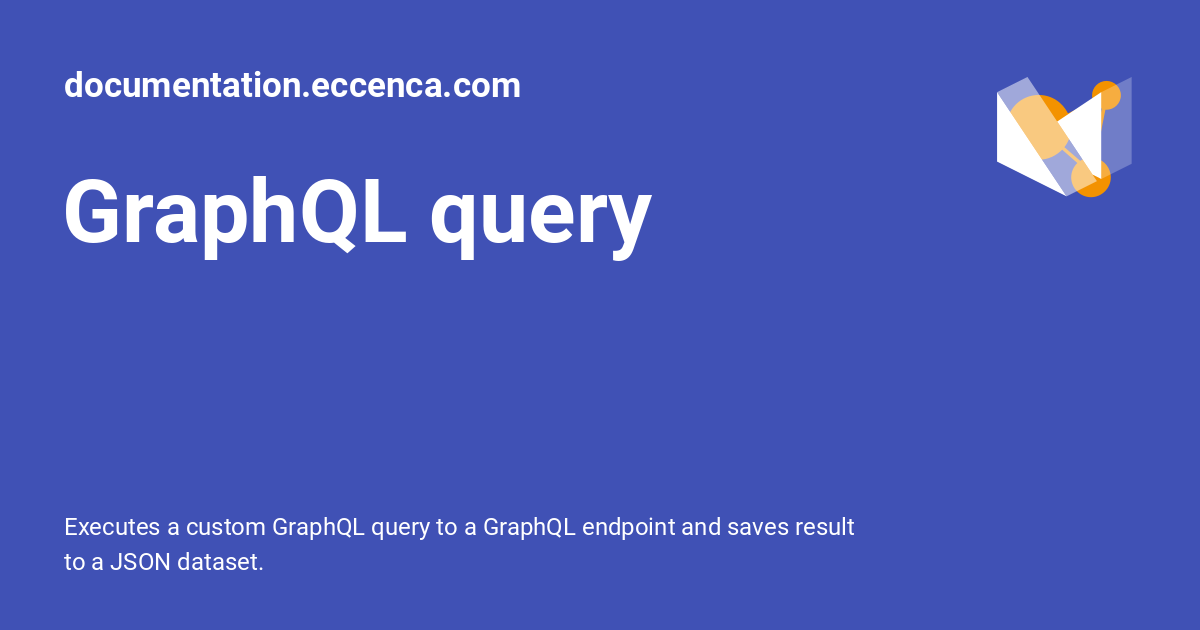 documentation.eccenca.com
GraphQL query
Executes a custom GraphQL query to a GraphQL endpoint and saves result
to a JSON dataset.